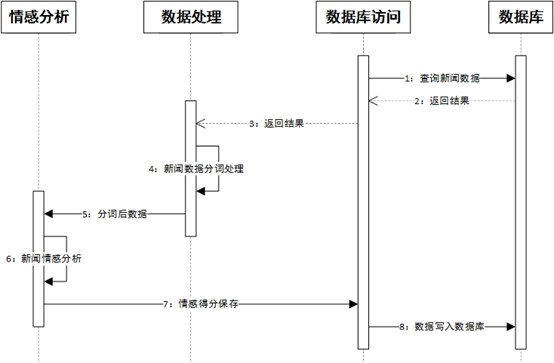 情感分析
数据处理
数据库访问
数据库
1：查询新闻数据
2：返回结果
3：返回结果
4：新闻数据分词处理
5：分词后数据
6：新闻情感分析
7：情感得分保存
8：数据写入数据库